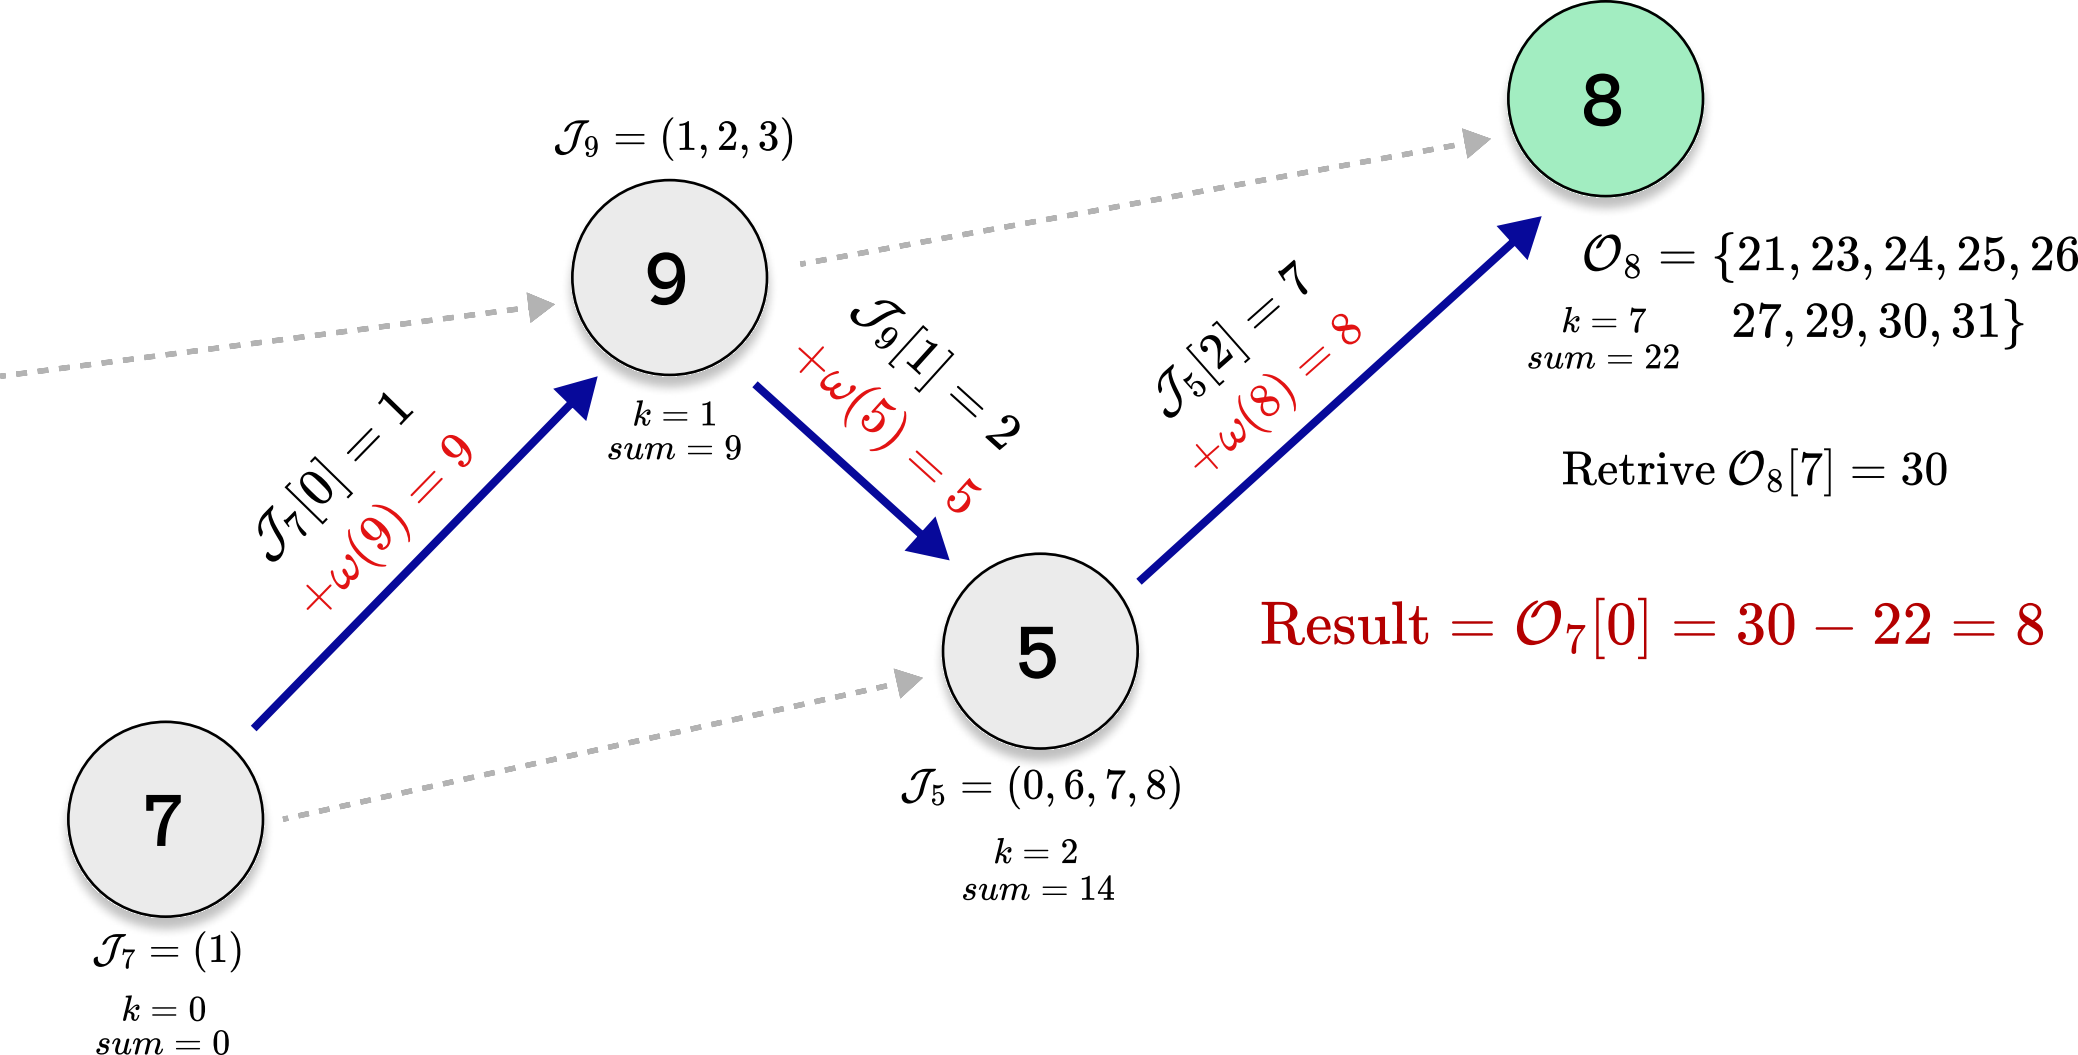 8
𝒥₉ = (1, 2, 3)
9
k = 1
sum = 9
𝒥₇[0] = 1
+ω(9) = 9
𝒥₉[1] = 2
+ω(5) = 5
𝒥₅[2] = 7
+ω(8) = 8
𝒪₈ = {21, 23, 24, 25, 26
27, 29, 30, 31}
k = 7
sum = 22
Retrive 𝒪₈[7] = 30
Result = 𝒪₇[0] = 30 − 22 = 8
5
𝒥₅ = (0, 6, 7, 8)
k = 2
sum = 14
7
𝒥₇ = (1)
k = 0
sum = 0